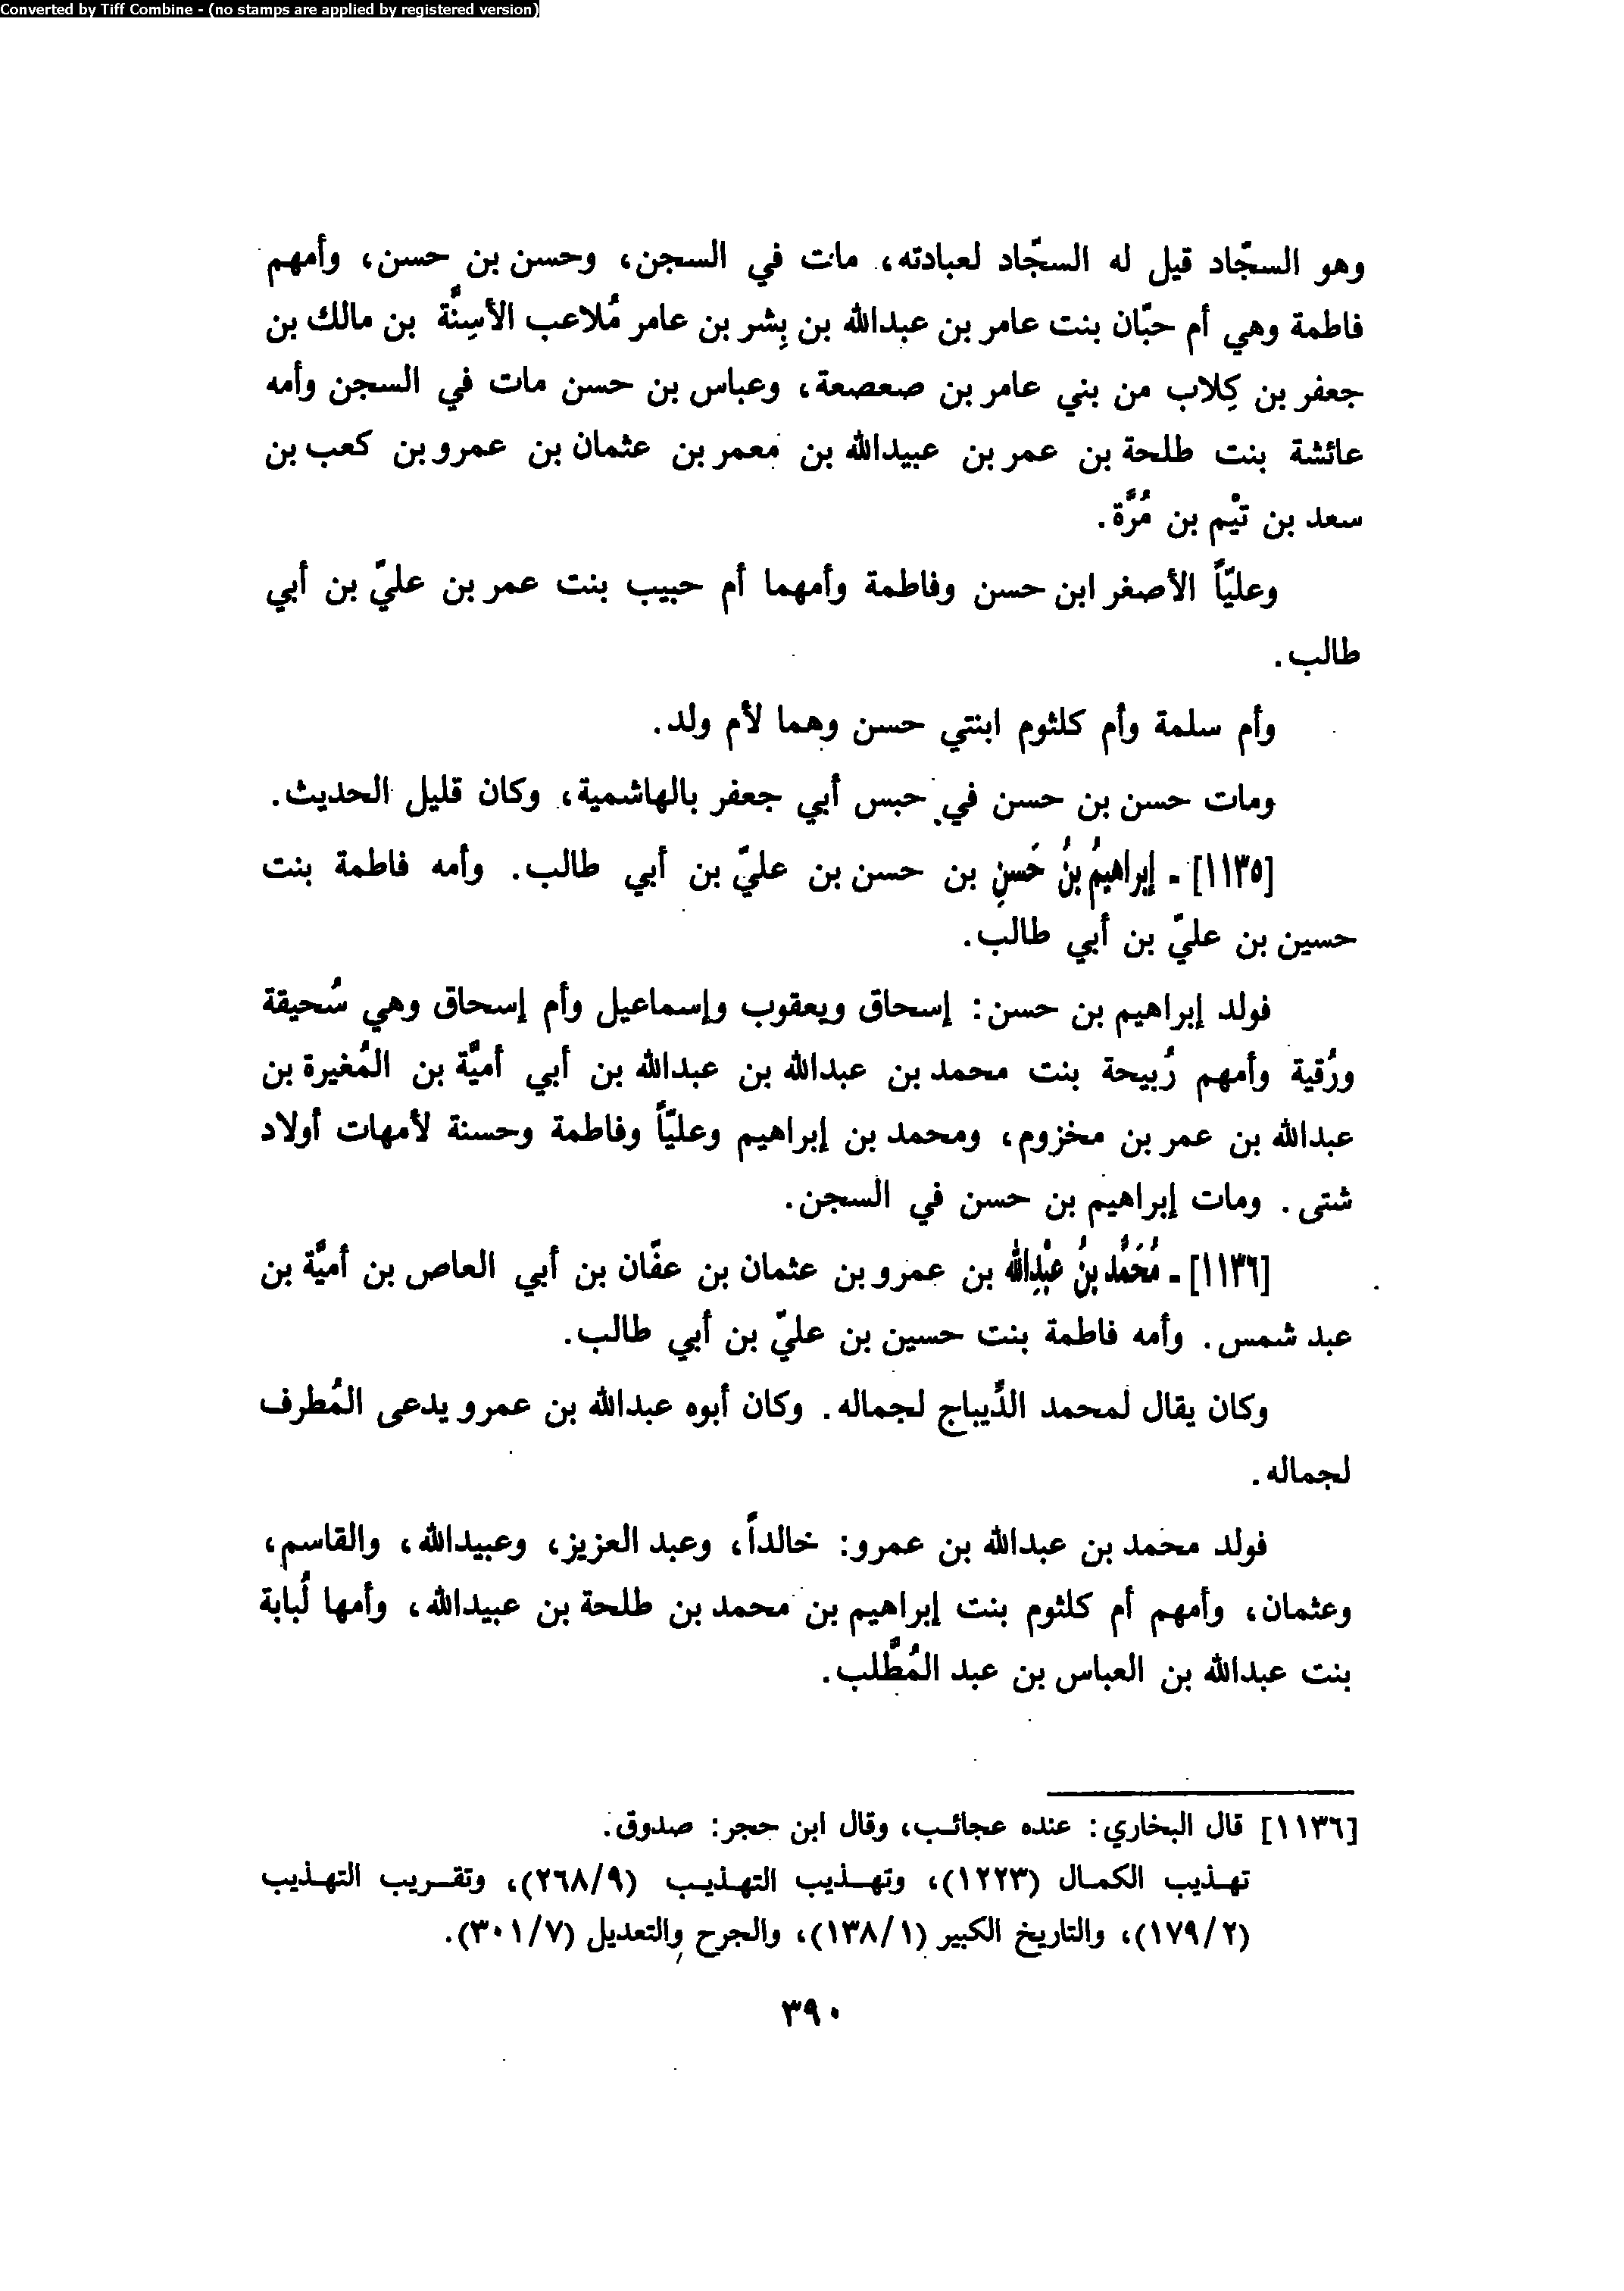 Converted by Tiff Combine - (no stamps are applied by registered version)
وهو السجّاد قيل له السجّاد لعبادته، مات في السجن، وحسن بن حسن، وأمهم
فاطمة وهي أم حبّان بنت عامر بن عبدالله بن بِشر بن عامر مُلاعب الأسِنَّة بن مالك بن
جعفر بن كِلاب من بني عامر بن صعصعة، وعباس بن حسن مات في السجن وأمه
عائشة بنت طلحة بن عمر بن عبيدالله بن معمر بن عثمان بن عمرو بن كعب بن
سعد بن تيْم بن مُرَّة.
وعليّاً الأصغر ابن حسن وفاطمة وأمهما أم حبيب بنت عمر بن عليّ بن أبي
طالب.
وأم سلمة وأم كلثوم ابنتي حسن وهما لأم ولد.
ومات حسن بن حسن في حبس أبي جعفر بالهاشمية، وكان قليل الحديث.
[١١٣٥] - إبراهيمُ بنُ حَسنِ بن حسن بن عليّ بن أبي طالب. وأمه فاطمة بنت
حسين بن عليّ بن أبي طالب.
فولد إبراهيم بن حسن: إسحاق ويعقوب وإسماعيل وأم إسحاق وهي سُحيقة
ورُقية وأمهم رُبيحة بنت محمد بن عبدالله بن عبدالله بن أبي أميَّة بن المُغيرة بن
عبدالله بن عمر بن مخزوم، ومحمد بن إبراهيم وعليّاً وفاطمة وحسنة لأمهات أولاد
شتى. ومات إبراهيم بن حسن في السجن.
[١١٣٦] - مُحَمَّد بنُ عبْدِالله بن عمرو بن عثمان بن عفّان بن أبي العاص بن أميَّة بن
عبد شمس. وأمه فاطمة بنت حسين بن عليّ بن أبي طالب.
وكان يقال لمحمد الدِّيباج لجماله. وكان أبوه عبدالله بن عمرو يدعى المُطرف
لجماله.
فولد محمد بن عبدالله بن عمرو: خالداً، وعبد العزيز، وعبيدالله، والقاسم،
وعثمان، وأمهم أم كلثوم بنت إبراهيم بن محمد بن طلحة بن عبيدالله، وأمها لُبابة
بنت عبدالله بن العباس بن عبد المُطَّلب.
[١١٣٦] قال البخاري: عنده عجائب، وقال ابن حجر: صدوق.
تهذيب الكمال (١٢٢٣)، وتهذيب التهذيب (٢٦٨/٩)، وتقريب التهذيب
(١٧٩/٢)، والتاريخ الكبير (١٣٨/١)، والجرح والتعديل (٣٠١/٧).
٣٩٠